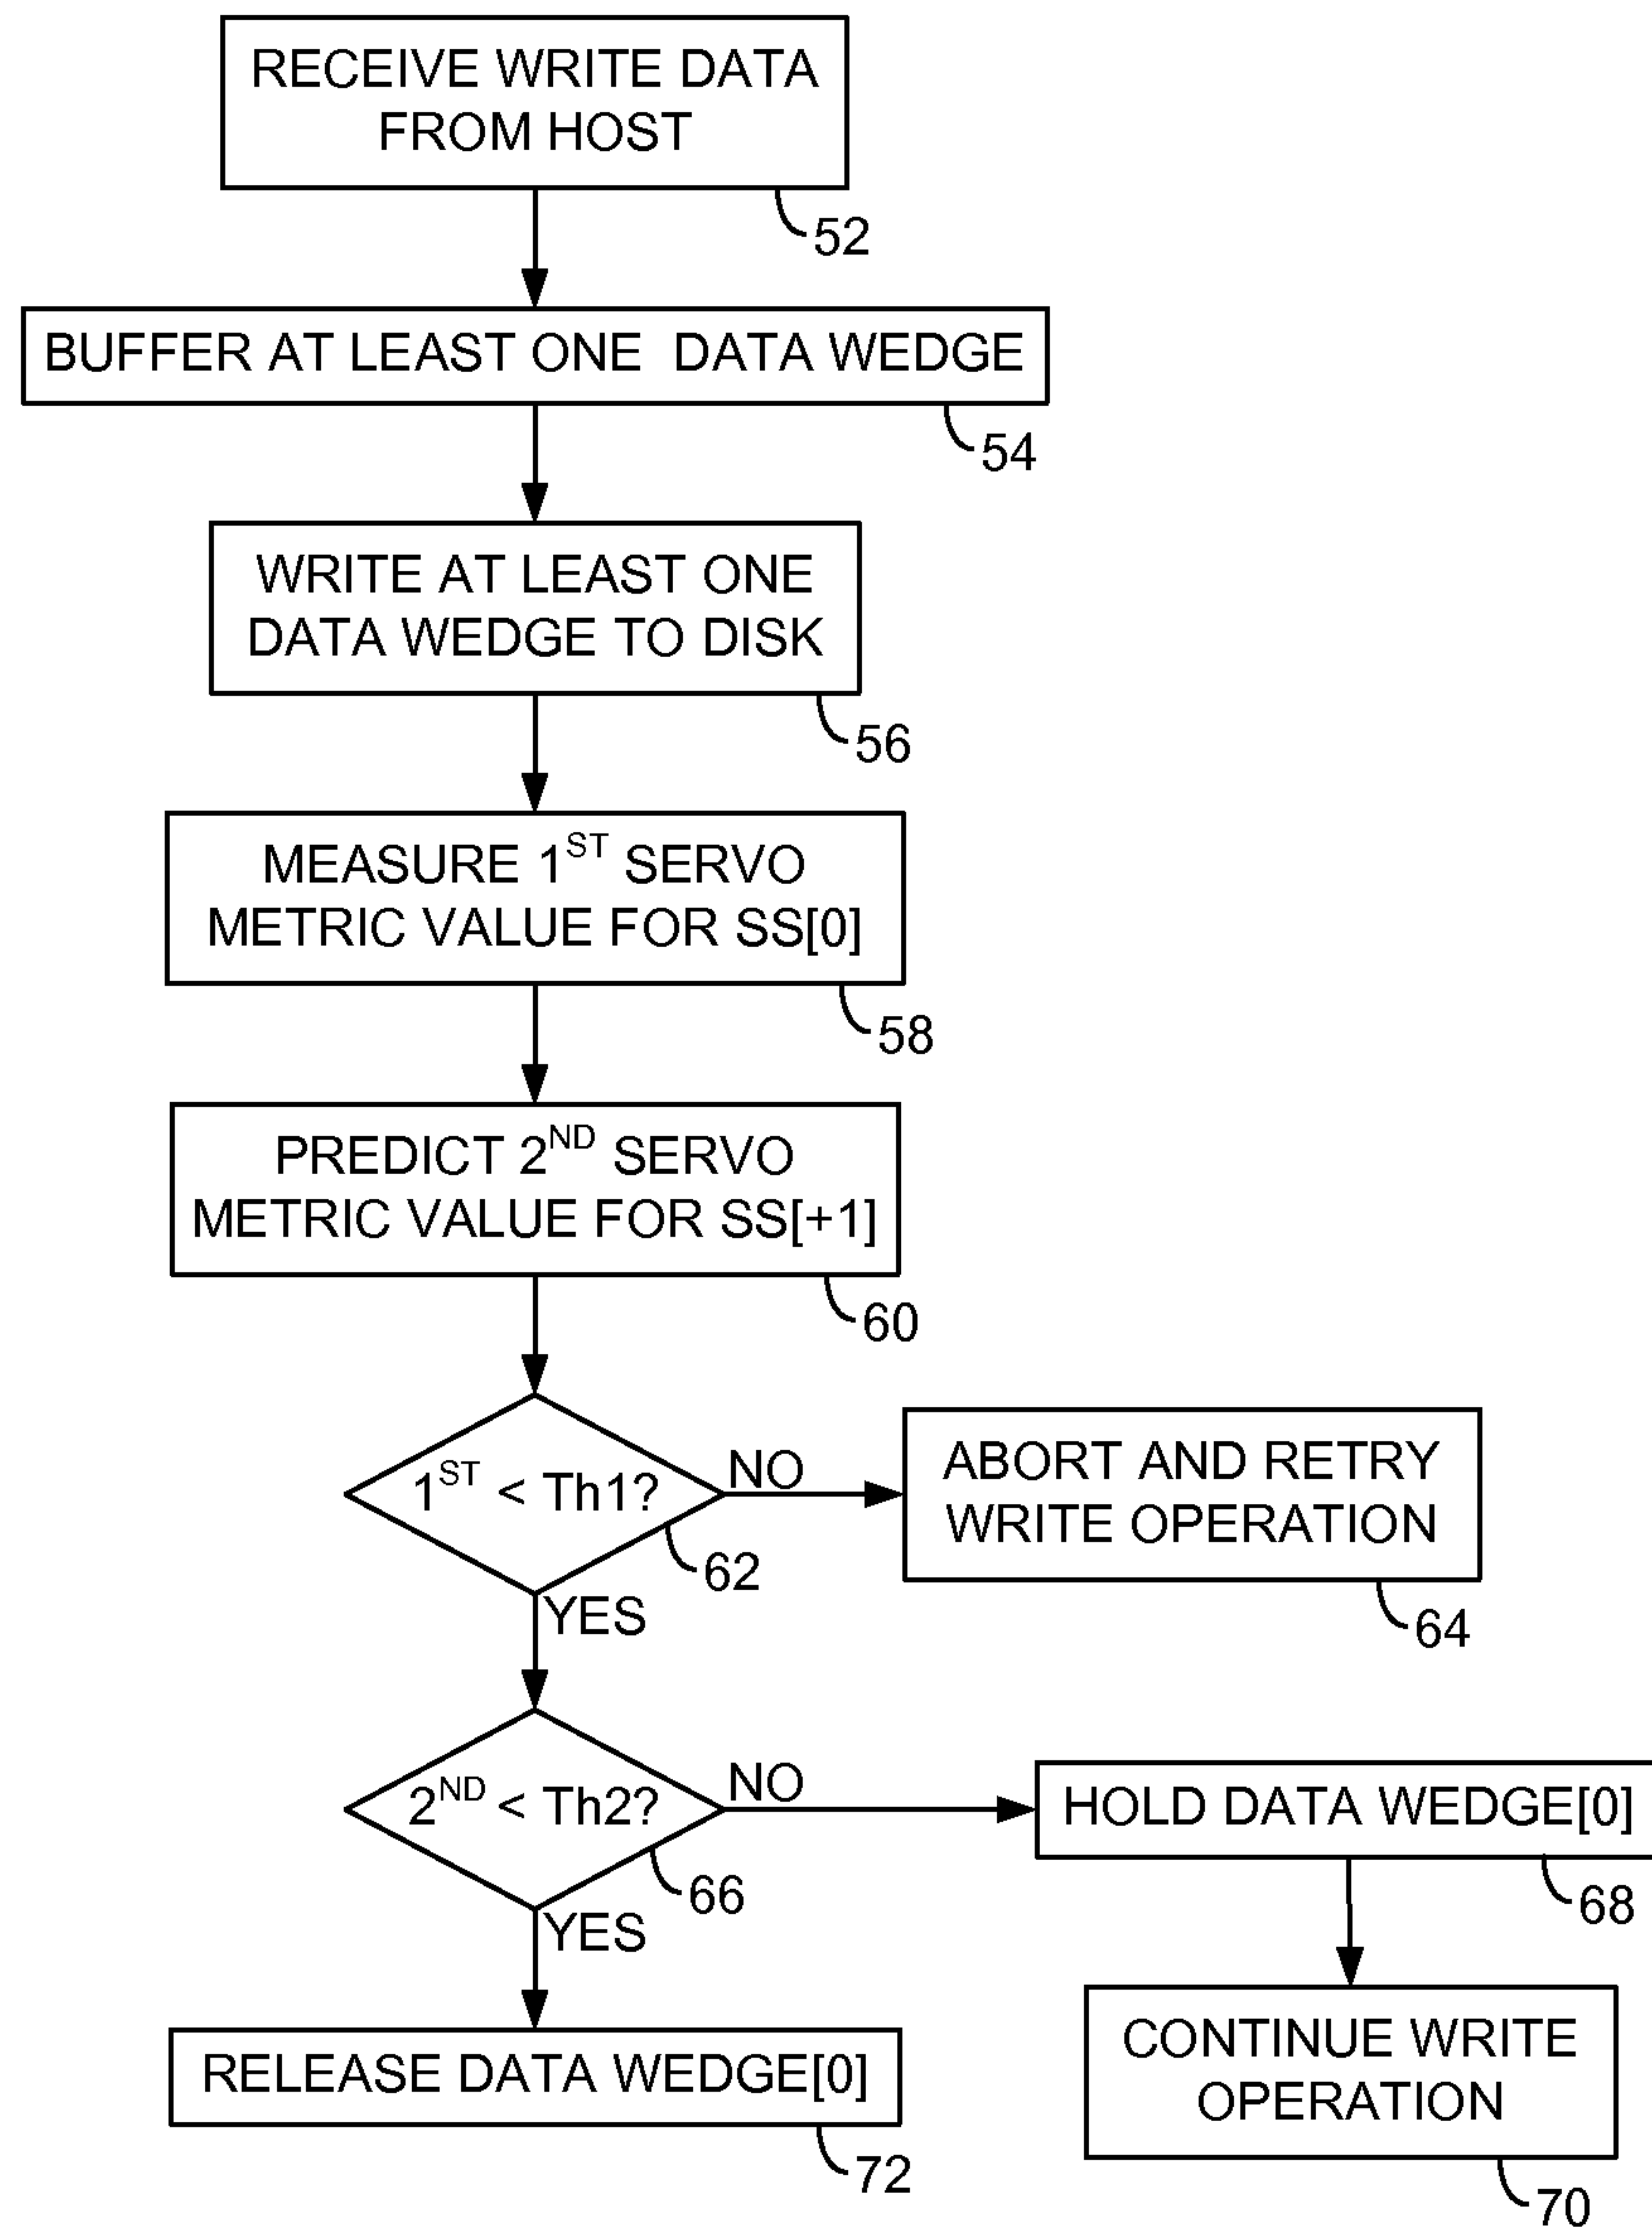 RECEIVE WRITE DATA
FROM HOST
52
BUFFER AT LEAST ONE DATA WEDGE
54
WRITE AT LEAST ONE
DATA WEDGE TO DISK
56
MEASURE 1ST SERVO
METRIC VALUE FOR SS[0]
58
PREDICT 2ND SERVO
METRIC VALUE FOR SS[+1]
60
1ST < Th1?
NO
62
YES
ABORT AND RETRY
WRITE OPERATION
64
2ND < Th2?
NO
66
YES
HOLD DATA WEDGE[0]
68
CONTINUE WRITE
OPERATION
70
RELEASE DATA WEDGE[0]
72